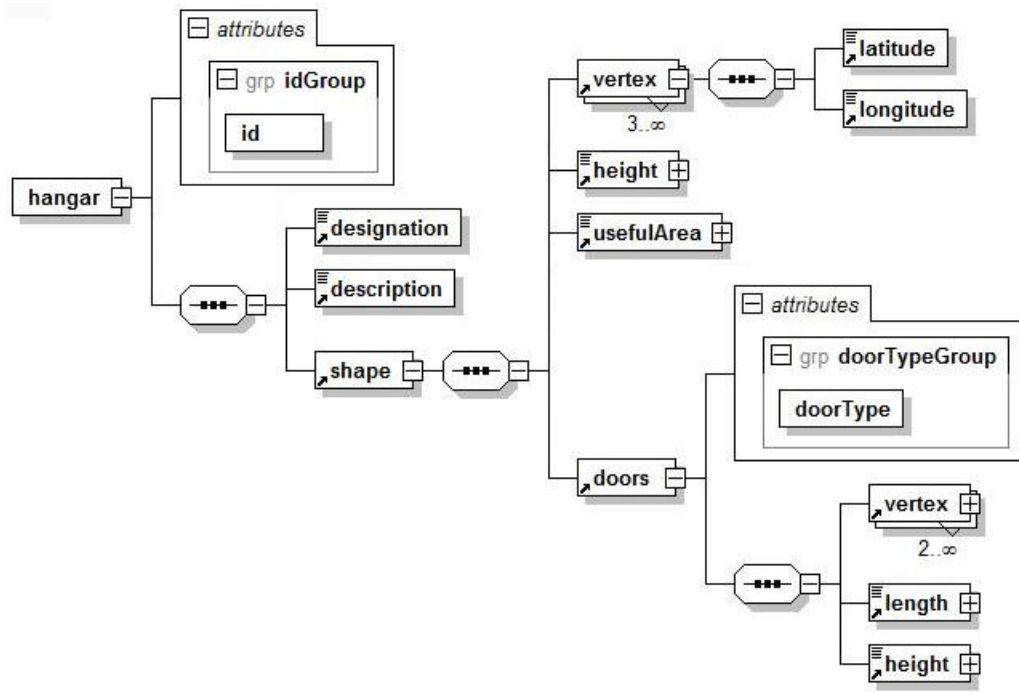 attributes
grp idGroup
id
hangar
designation
description
shape
vertex
3..∞
latitude
longitude
height
usefulArea
doors
attributes
grp doorTypeGroup
doorType
vertex
2..∞
length
height